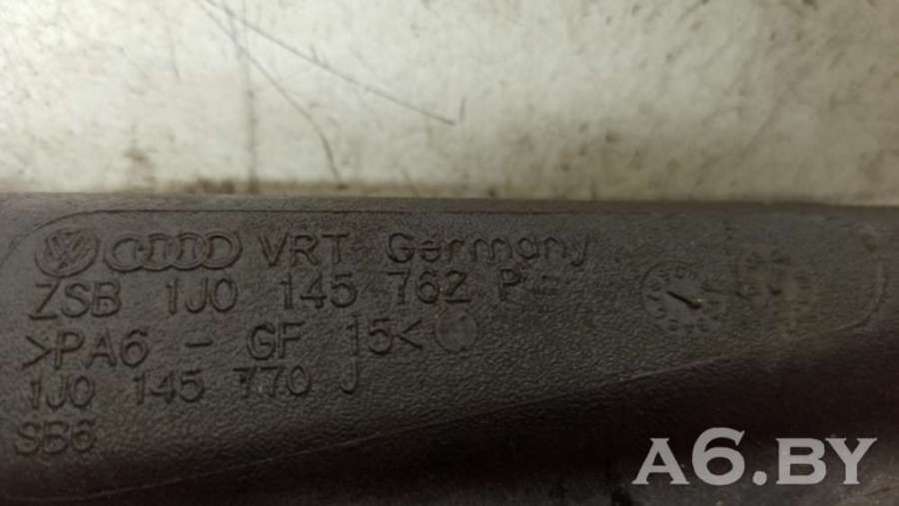 VRT Germany
ZSB 1J0 145 762 P
>PA6 - GF 15<
1J0 145 770 J
SB6
A6.BY